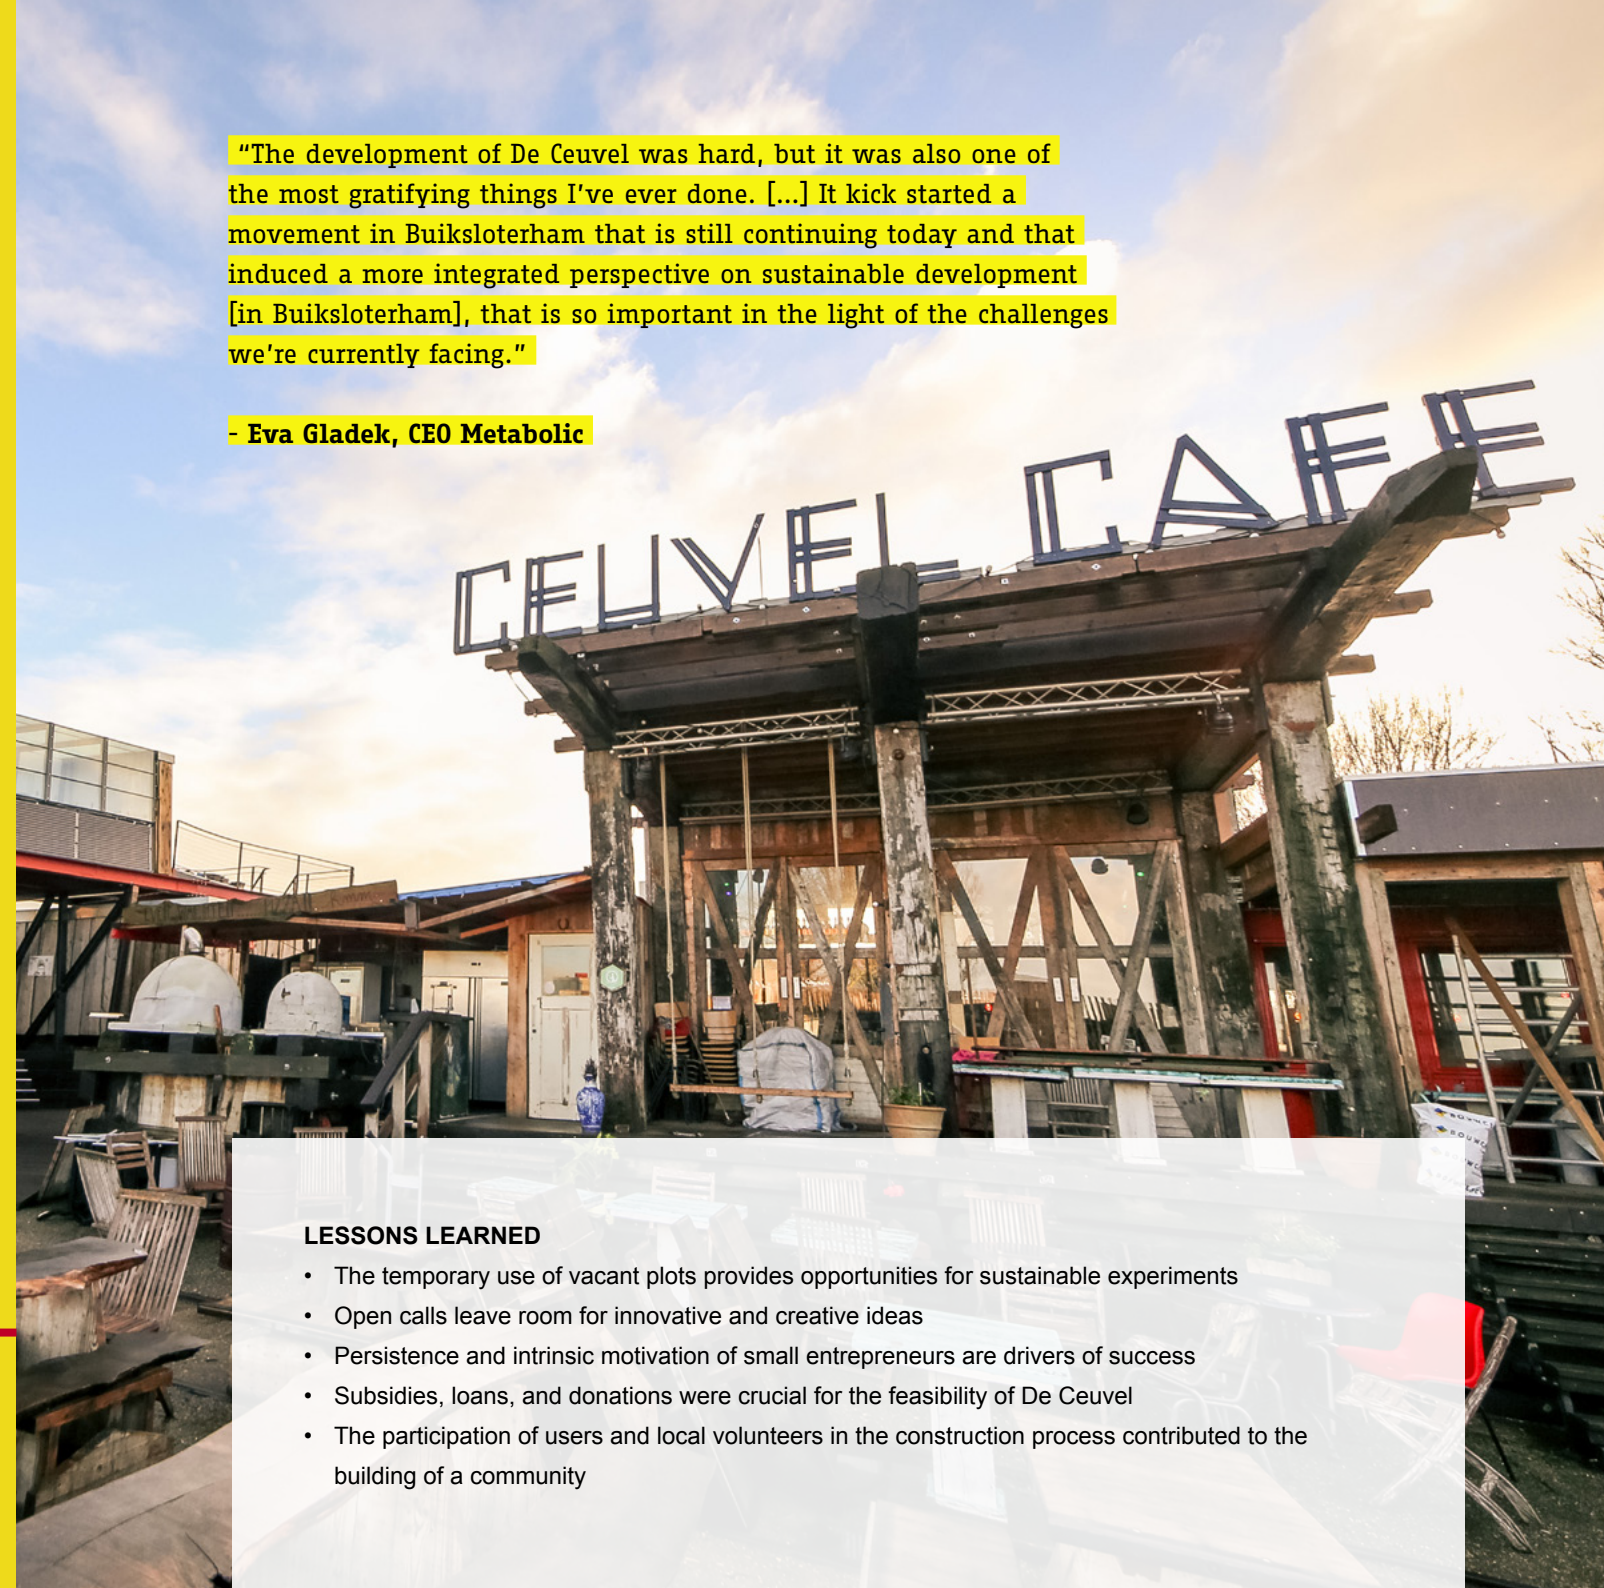 “The development of De Ceuvel was hard, but it was also one of
the most gratifying things I’ve ever done. [...] It kick started a
movement in Buiksloterham that is still continuing today and that
induced a more integrated perspective on sustainable development
[in Buiksloterham], that is so important in the light of the challenges
we’re currently facing.”
- Eva Gladek, CEO Metabolic
CEUVEL CAFE
LESSONS LEARNED
• The temporary use of vacant plots provides opportunities for sustainable experiments
• Open calls leave room for innovative and creative ideas
• Persistence and intrinsic motivation of small entrepreneurs are drivers of success
• Subsidies, loans, and donations were crucial for the feasibility of De Ceuvel
• The participation of users and local volunteers in the construction process contributed to the
building of a community